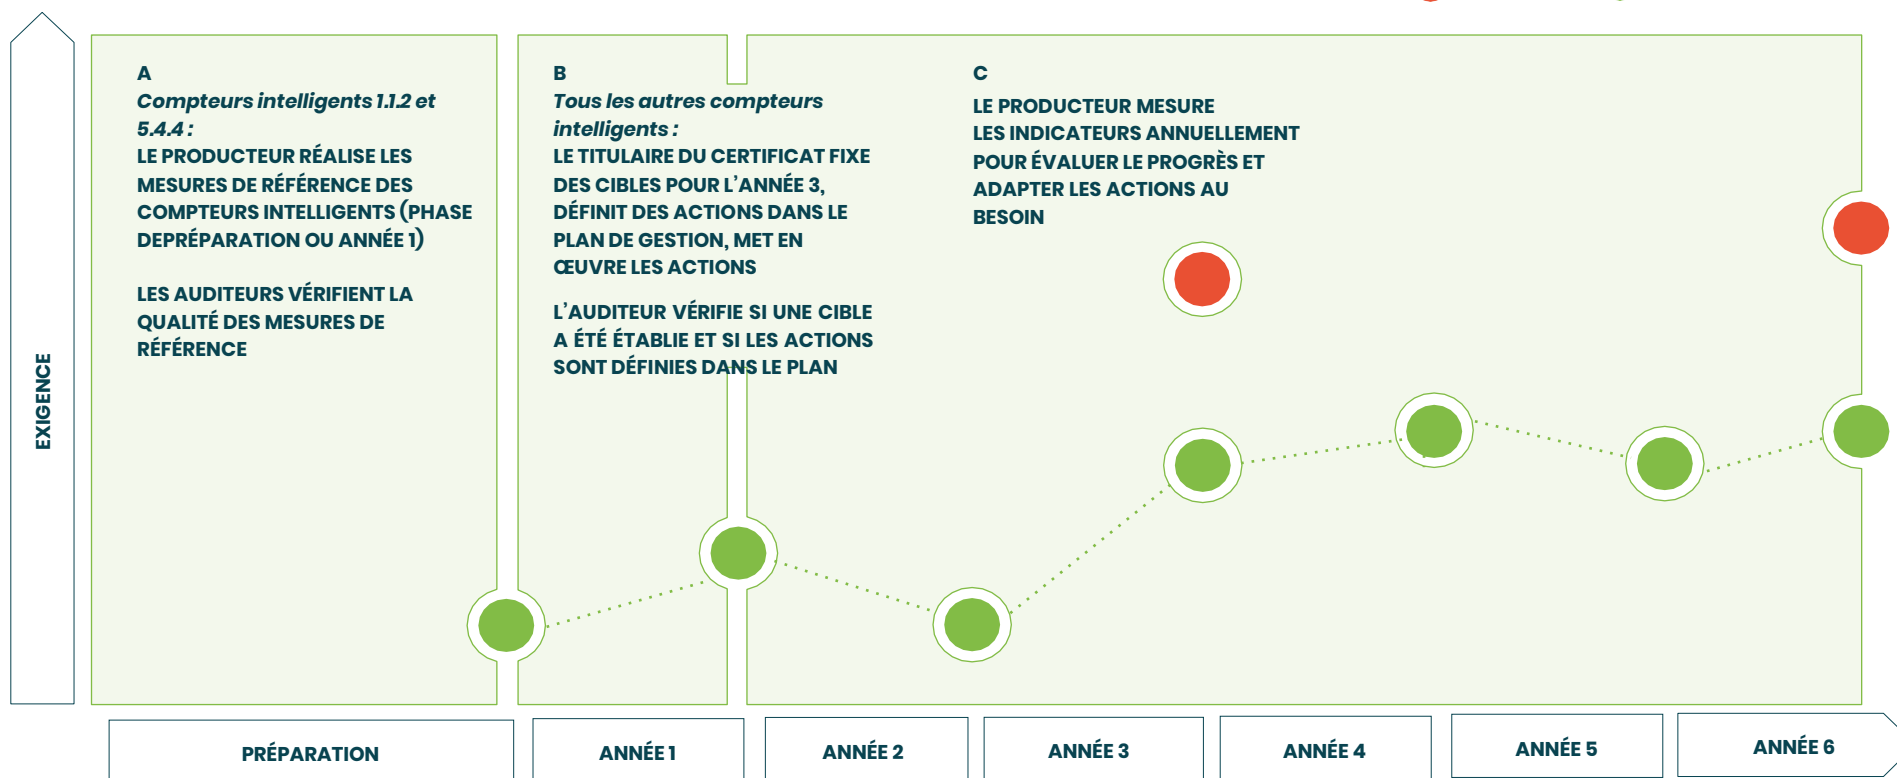 EXIGENCE
A
Compteurs intelligents 1.1.2 et
5.4.4 :
LE PRODUCTEUR RÉALISE LES
MESURES DE RÉFÉRENCE DES
COMPTEURS INTELLIGENTS (PHASE
DEPRÉPARATION OU ANNÉE 1)
LES AUDITEURS VÉRIFIENT LA
QUALITÉ DES MESURES DE
RÉFÉRENCE
B
Tous les autres compteurs
intelligents :
LE TITULAIRE DU CERTIFICAT FIXE
DES CIBLES POUR L'ANNÉE 3,
DÉFINIT DES ACTIONS DANS LE
PLAN DE GESTION, MET EN
ŒUVRE LES ACTIONS
L'AUDITEUR VÉRIFIE SI UNE CIBLE
A ÉTÉ ÉTABLIE ET SI LES ACTIONS
SONT DÉFINIES DANS LE PLAN
C
LE PRODUCTEUR MESURE
LES INDICATEURS ANNUELLEMENT
POUR ÉVALUER LE PROGRÈS ET
ADAPTER LES ACTIONS AU
BESOIN
PRÉPARATION
ANNÉE 1
ANNÉE 2
ANNÉE 3
ANNÉE 4
ANNÉE 5
ANNÉE 6